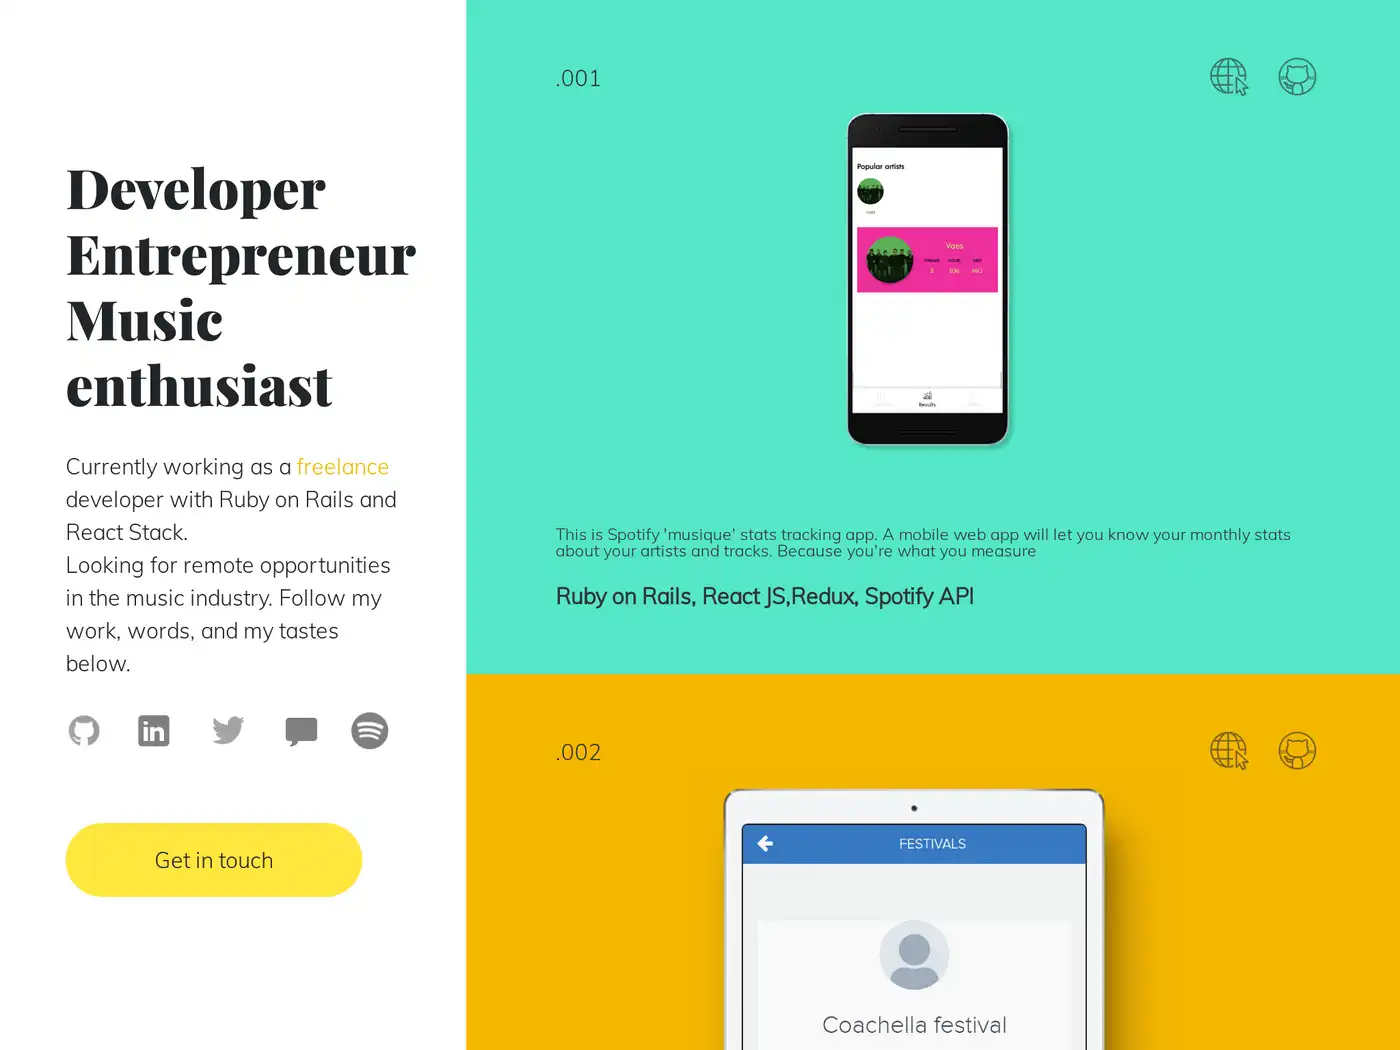 Developer
Entrepreneur
Music
enthusiast
Currently working as a freelance
developer with Ruby on Rails and
React Stack.
Looking for remote opportunities
in the music industry. Follow my
work, words, and my tastes
below.
in
Get in touch
.001
Popular artists
Vaes
Results
This is Spotify 'musique' stats tracking app. A mobile web app will let you know your monthly stats
about your artists and tracks. Because you're what you measure
Ruby on Rails, React JS,Redux, Spotify API
.002
FESTIVALS
Coachella festival